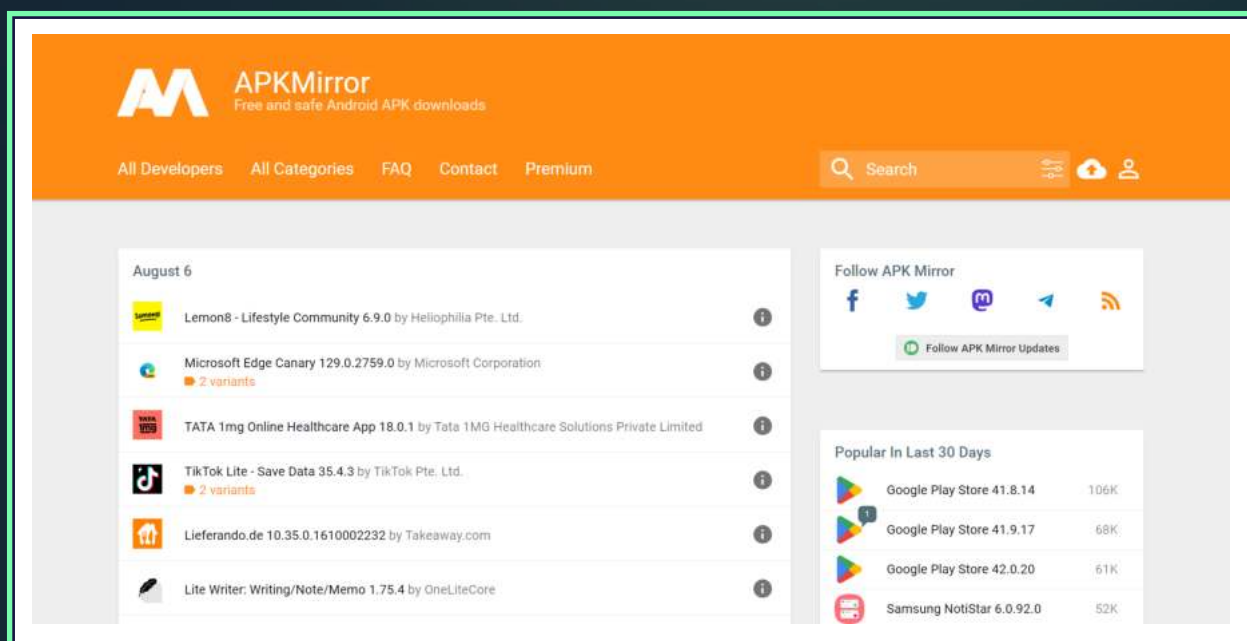 APKMirror
Free and safe Android APK downloads
All Developers All Categories FAQ Contact Premium
Search
August 6
Lemon8 - Lifestyle Community 6.9.0 by Heliophilia Pte. Ltd.
Microsoft Edge Canary 129.0.2759.0 by Microsoft Corporation
2 variants
TATA 1mg Online Healthcare App 18.0.1 by Tata 1MG Healthcare Solutions Private Limited
TikTok Lite - Save Data 35.4.3 by TikTok Pte. Ltd.
2 variants
Lieferando.de 10.35.0.1610002232 by Takeaway.com
Lite Writer: Writing/Note/Memo 1.75.4 by OneLiteCore
Follow APK Mirror
Follow APK Mirror Updates
Popular In Last 30 Days
Google Play Store 41.8.14 106K
1
Google Play Store 41.9.17 68K
Google Play Store 42.0.20 61K
Samsung NotiStar 6.0.92.0 52K